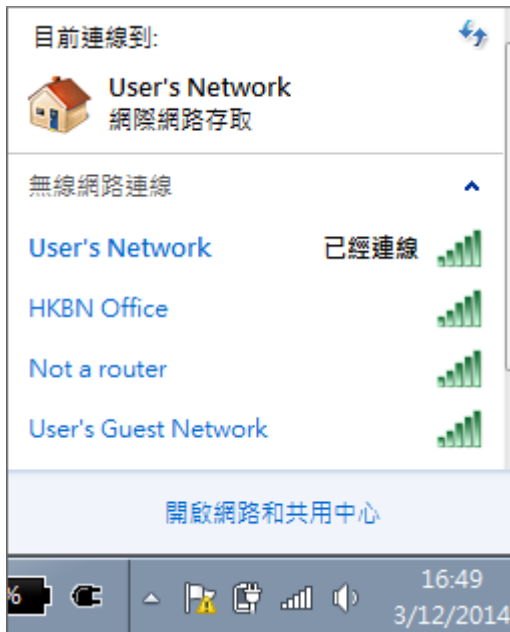 目前連線到:
User's Network
網際網路存取
無線網路連線
User's Network 已經連線
HKBN Office
Not a router
User's Guest Network
開啟網路和共用中心
%
16:49
3/12/2014